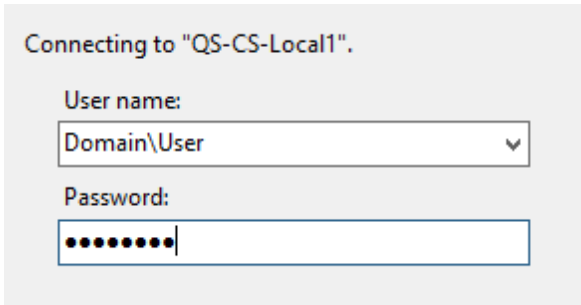 Connecting to "QS-CS-Local1".
User name:
Domain\User
Password:
●●●●●●●●